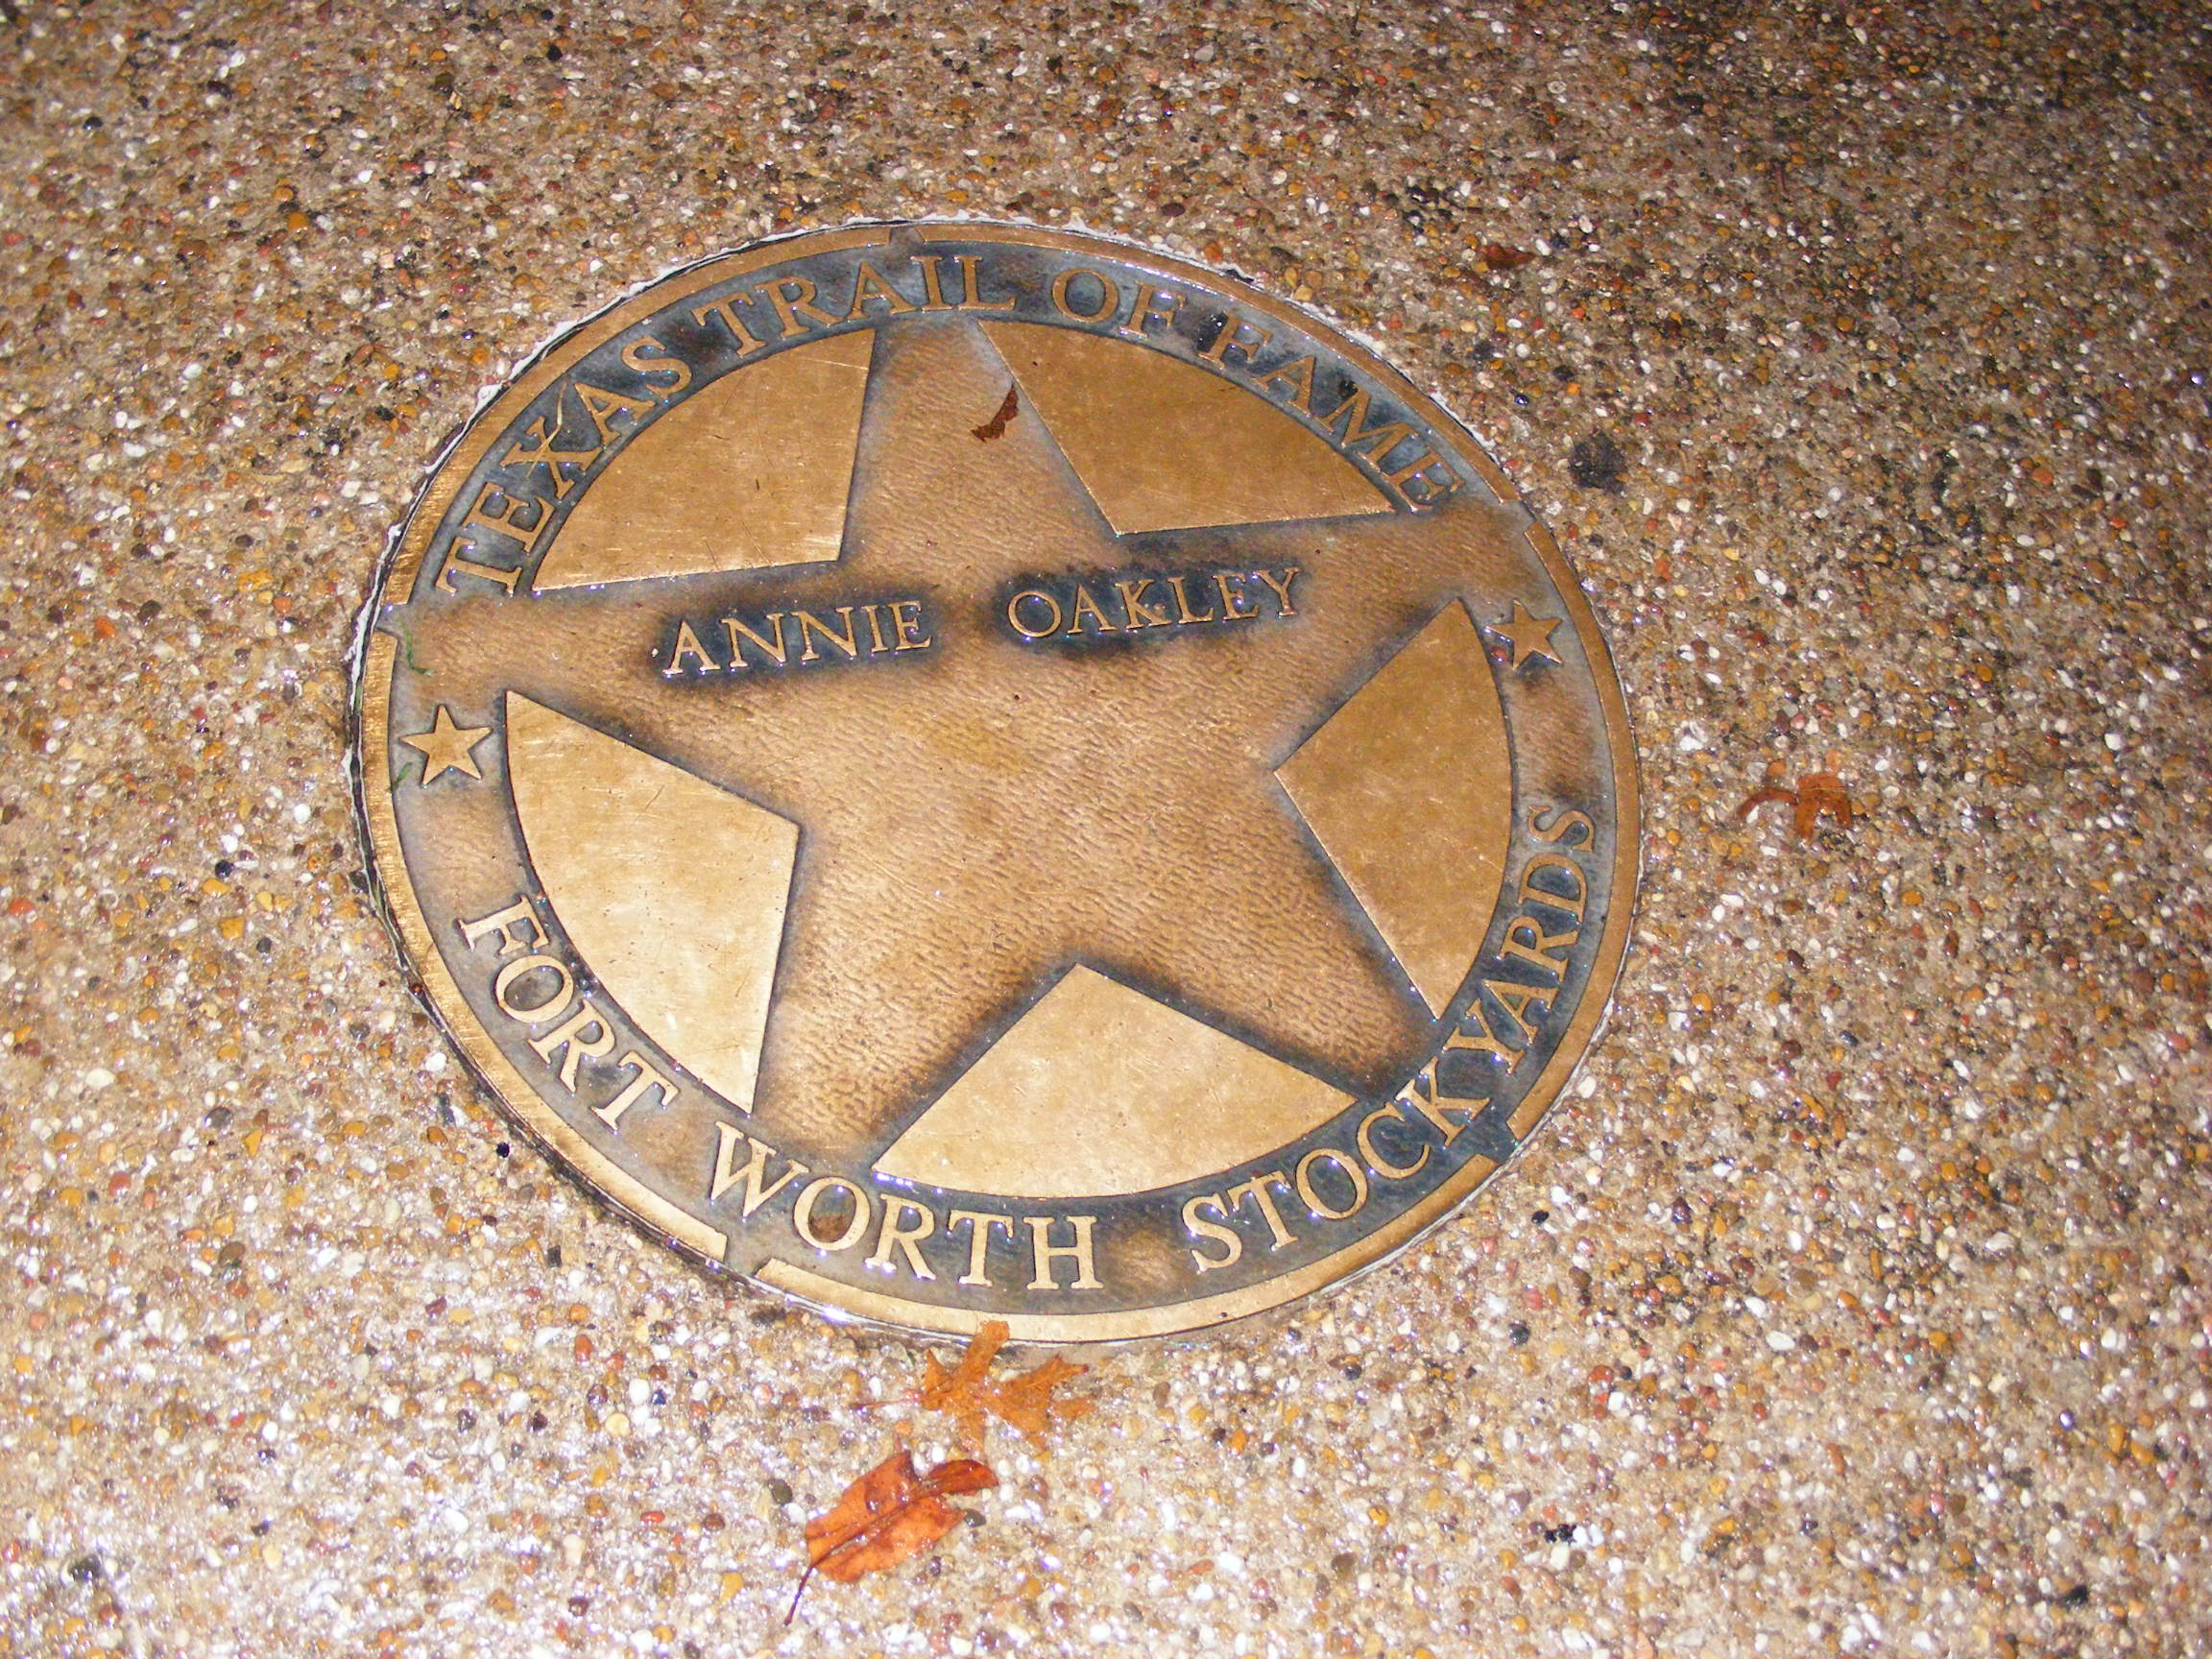 TEXAS TRAIL OF FAME
ANNIE OAKLEY
FORT WORTH STOCKYARDS